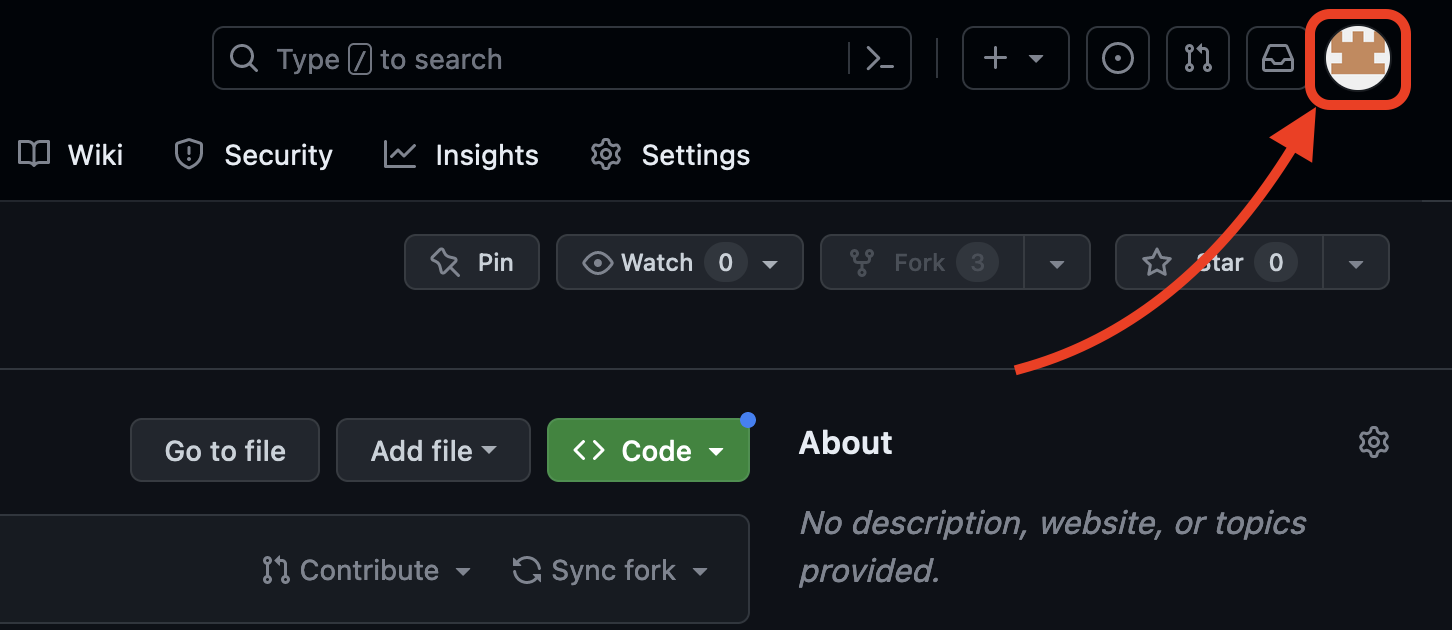 Type / to search
Wiki Security Insights Settings
Pin Watch 0 Fork 3 Star 0
Go to file Add file Code
About
No description, website, or topics
provided.
Contribute Sync fork